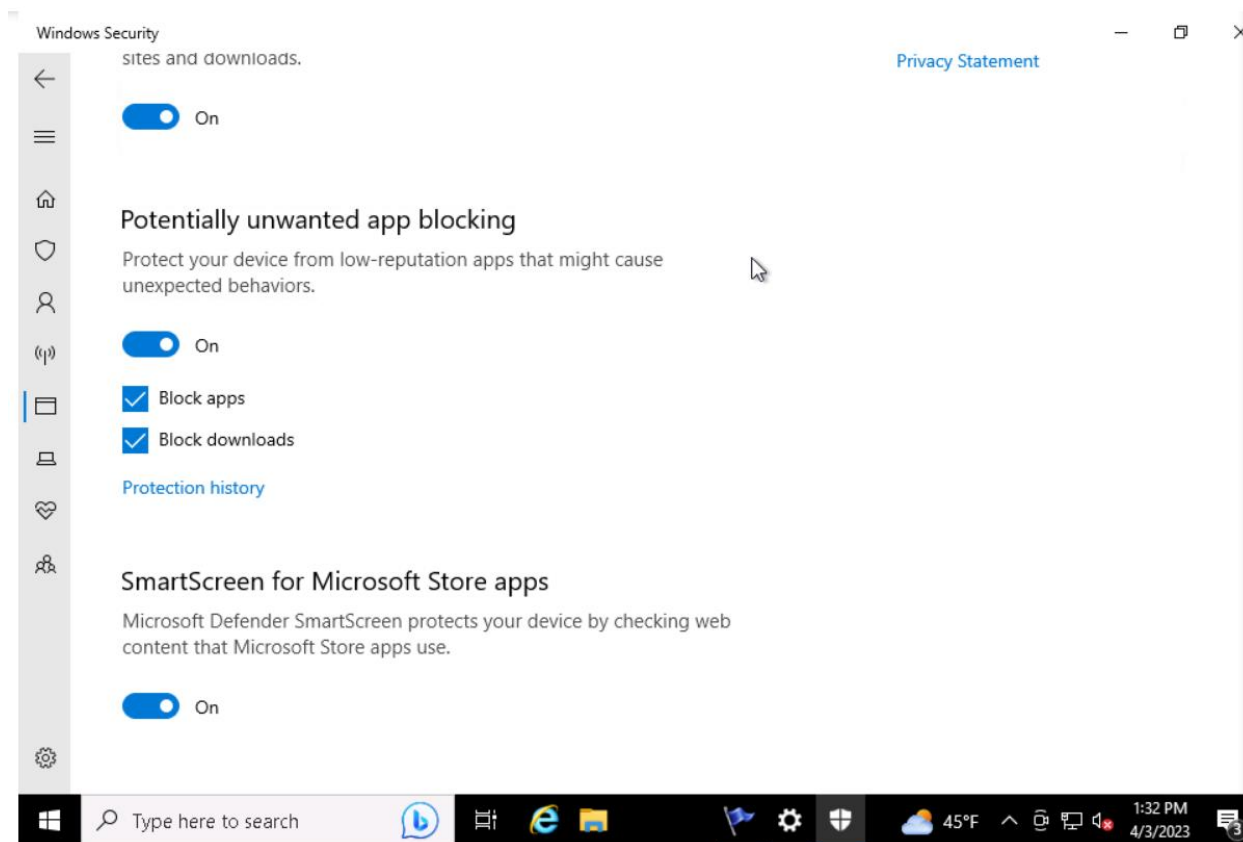 Windows Security
sites and downloads.
Privacy Statement
On
Potentially unwanted app blocking
Protect your device from low-reputation apps that might cause
unexpected behaviors.
On
Block apps
Block downloads
Protection history
SmartScreen for Microsoft Store apps
Microsoft Defender SmartScreen protects your device by checking web
content that Microsoft Store apps use.
On
Type here to search
45°F
1:32 PM
4/3/2023
3